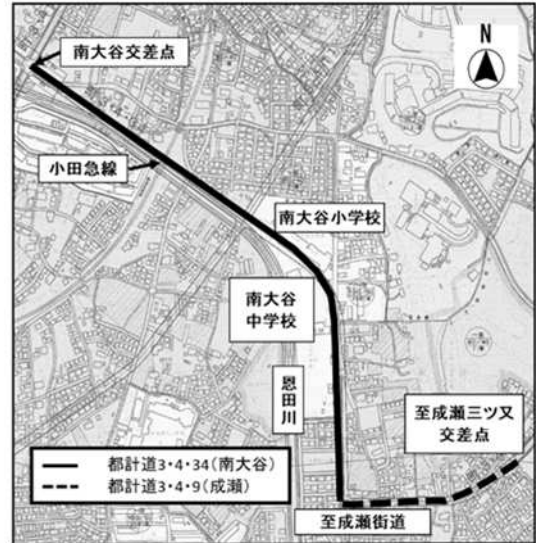 南大谷交差点
N
小田急線
南大谷小学校
南大谷
中学校
恩田川
至成瀬三ツ又
交差点
都計道3・4・34(南大谷)
都計道3・4・9(成瀬)
至成瀬街道